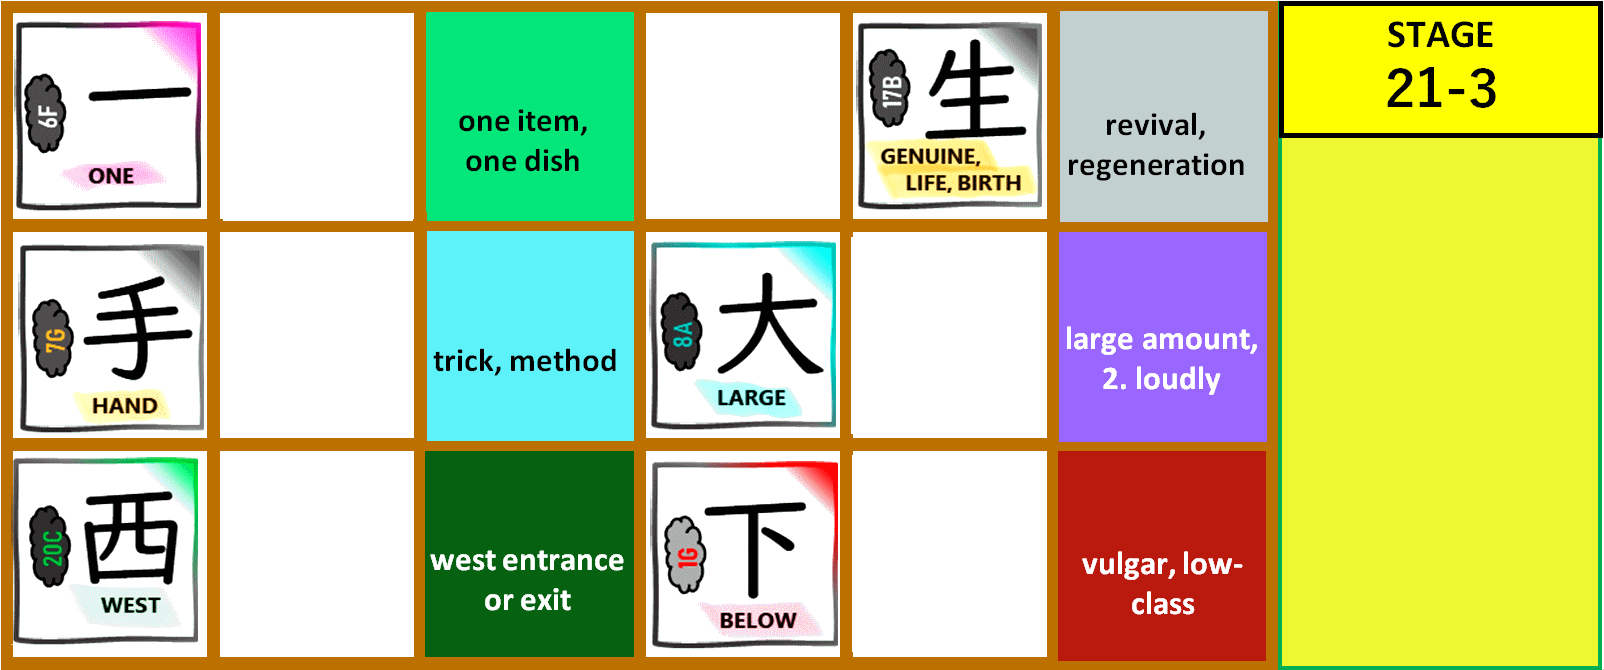 一
6F
ONE
one item,
one dish
生
17B
GENUINE,
LIFE, BIRTH
revival,
regeneration
STAGE
21-3
手
7G
HAND
trick, method
大
8A
LARGE
large amount,
2. loudly
西
20C
WEST
west entrance
or exit
下
1G
BELOW
vulgar, low-
class